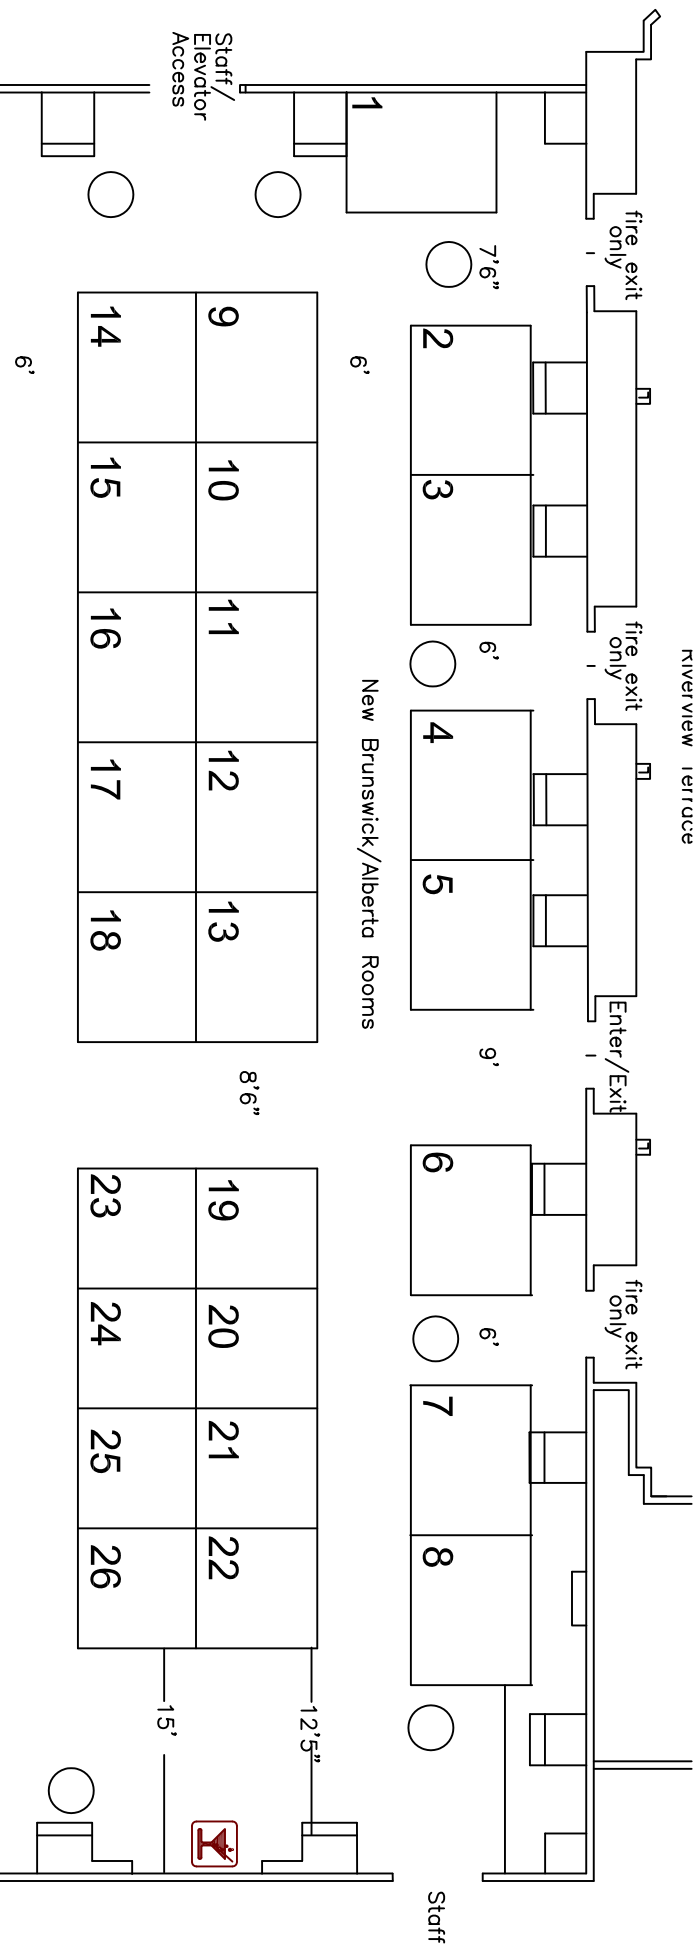 Riverview Terrace
fire exit
only
fire exit
only
Enter/Exit
fire exit
only
7'6"
6'
9'
6'
1
2
3
4
5
6
7
8
Staff
6'
New Brunswick/Alberta Rooms
12'5"
8'6"
Staff/
Elevator
Access
9
10
11
12
13
19
20
21
22
15'
14
15
16
17
18
23
24
25
26
6'